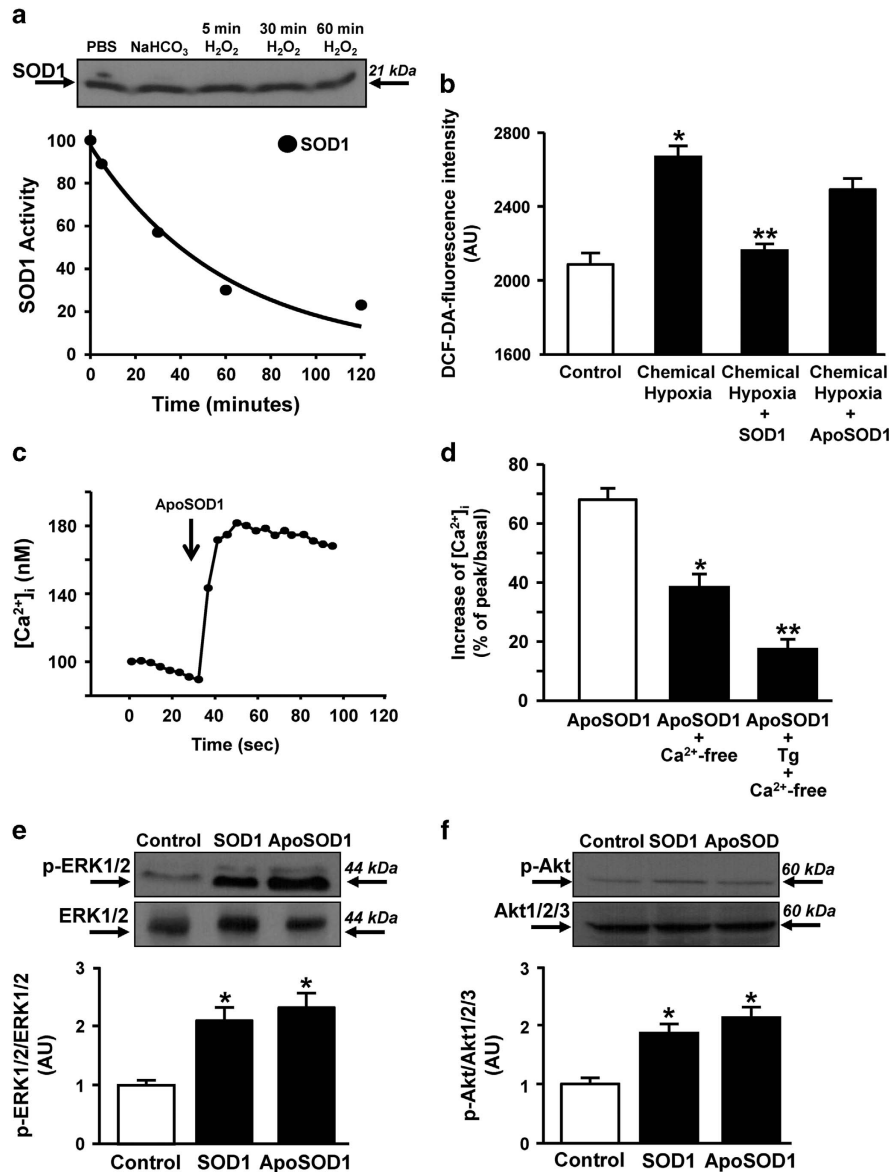 a
PBS NaHCO₃ 5 min H₂O₂ 30 min H₂O₂ 60 min H₂O₂
SOD1
21 kDa
SOD1
SOD1 Activity
100
80
60
40
20
0
0 20 40 60 80 100 120
Time (minutes)
b
DCF-DA-fluorescence intensity
(AU)
2800
2400
2000
1600
*
**
Control
Chemical
Hypoxia
Chemical
Hypoxia
+
SOD1
Chemical
Hypoxia
+
ApoSOD1
c
ApoSOD1
[Ca²⁺]i (nM)
180
140
100
0 20 40 60 80 100 120
Time (sec)
d
Increase of [Ca²⁺]i
(% of peak/basal)
80
60
40
20
0
*
**
ApoSOD1
ApoSOD1
+
Ca²⁺-free
ApoSOD1
+
Tg
+
Ca²⁺-free
e
Control SOD1 ApoSOD1
p-ERK1/2
44 kDa
ERK1/2
44 kDa
p-ERK1/2/ERK1/2
(AU)
3
2
1
0
*
*
Control SOD1 ApoSOD1
f
Control SOD1 ApoSOD
p-Akt
60 kDa
Akt1/2/3
60 kDa
p-Akt/Akt1/2/3
(AU)
3
2
1
0
*
*
Control SOD1 ApoSOD1